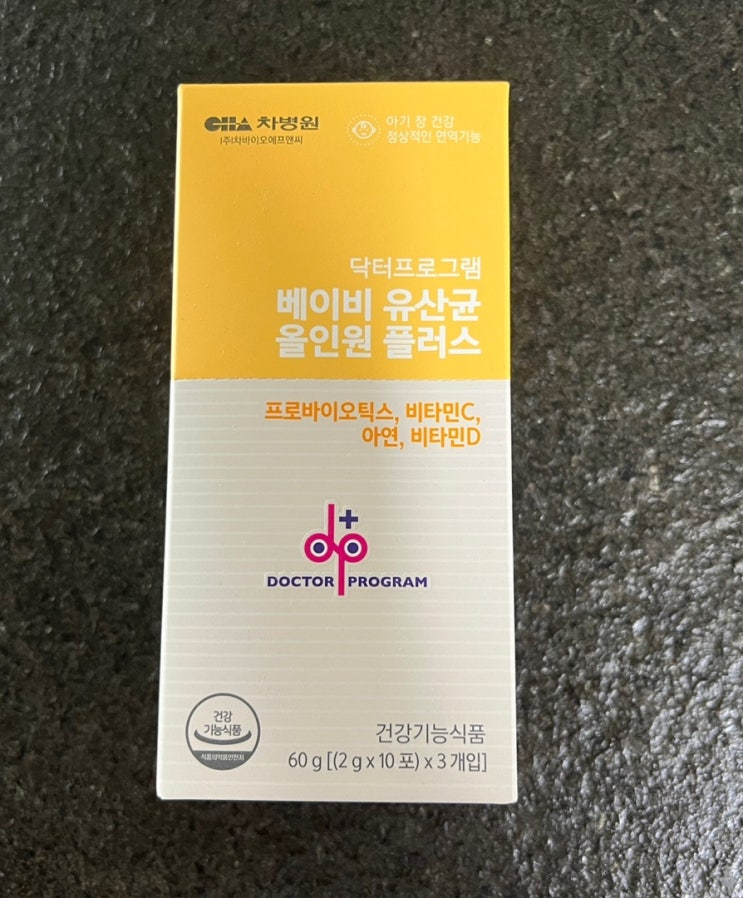 CHA 차병원
(주)차바이오에프앤씨
아기 장 건강
정상적인 면역기능
닥터프로그램
베이비 유산균
올인원 플러스
프로바이오틱스, 비타민C,
아연, 비타민D
d+p
DOCTOR PROGRAM
건강
기능식품
식품의약품안전처
건강기능식품
60 g [(2 g x 10 포) x 3 개입]